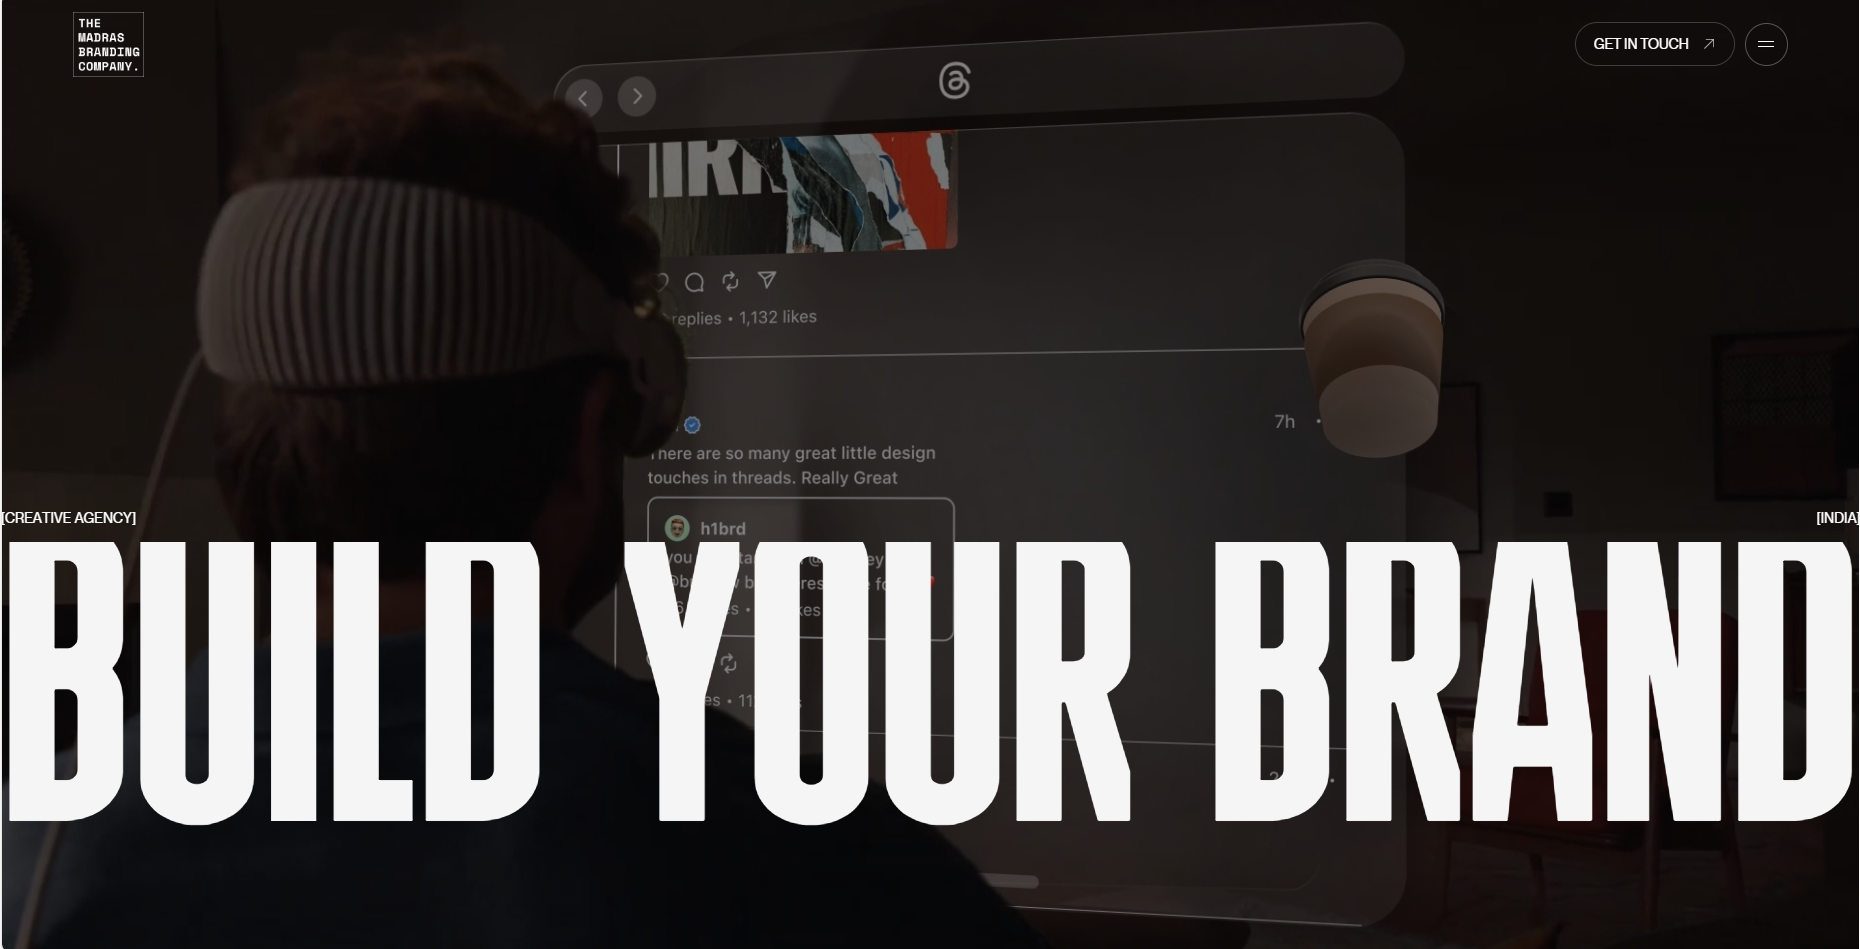 THE
MADRAS
BRANDING
COMPANY.
GET IN TOUCH
replies • 1,132 likes
7h
There are so many great little design
touches in threads. Really Great
[CREATIVE AGENCY]
[INDIA]
h1brd
you
BUILD YOUR BRAND